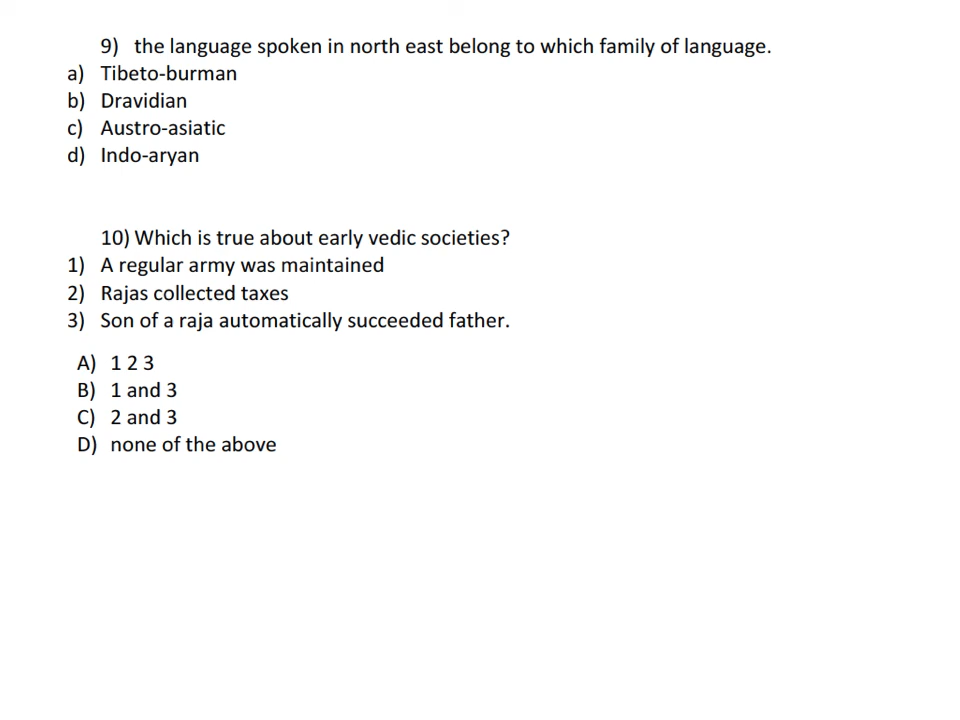 9) the language spoken in north east belong to which family of language.
a) Tibeto-burman
b) Dravidian
c) Austro-asiatic
d) Indo-aryan
10) Which is true about early vedic societies?
1) A regular army was maintained
2) Rajas collected taxes
3) Son of a raja automatically succeeded father.
A) 1 2 3
B) 1 and 3
C) 2 and 3
D) none of the above